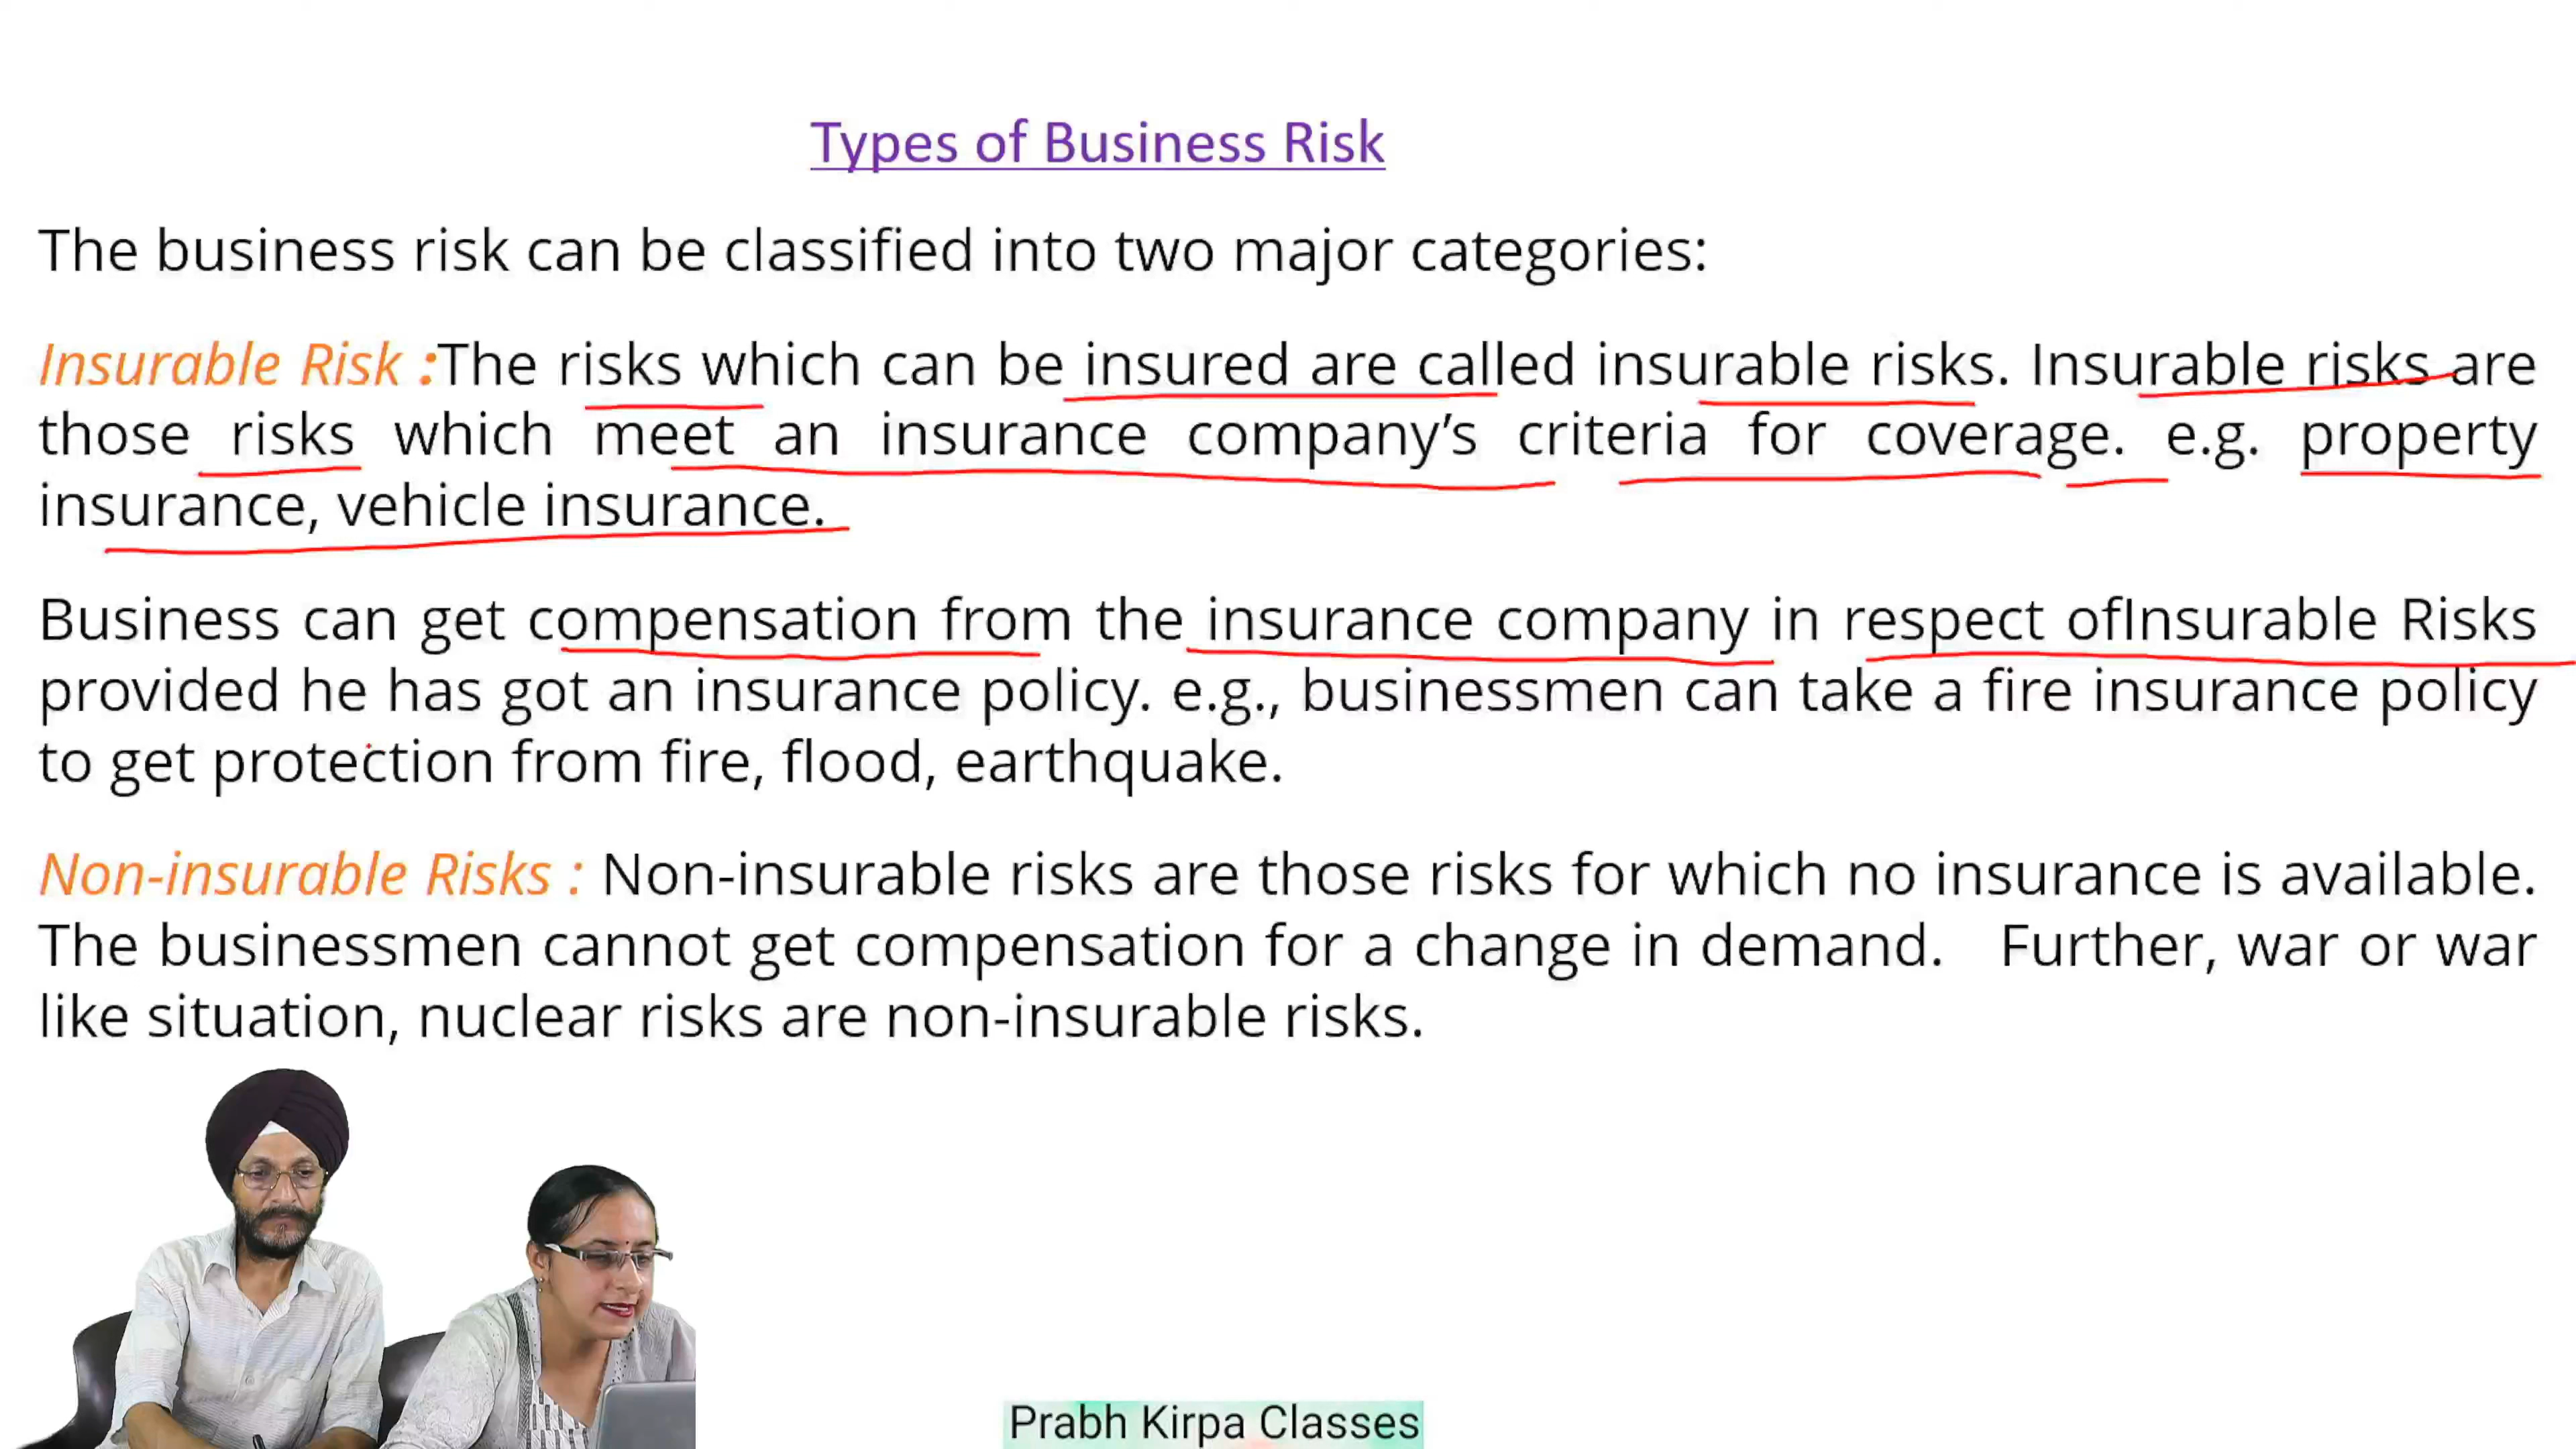 Types of Business Risk
The business risk can be classified into two major categories:
Insurable Risk :The risks which can be insured are called insurable risks. Insurable risks are
those risks which meet an insurance company’s criteria for coverage. e.g. property
insurance, vehicle insurance.
Business can get compensation from the insurance company in respect ofInsurable Risks
provided he has got an insurance policy. e.g., businessmen can take a fire insurance policy
to get protection from fire, flood, earthquake.
Non-insurable Risks : Non-insurable risks are those risks for which no insurance is available.
The businessmen cannot get compensation for a change in demand. Further, war or war
like situation, nuclear risks are non-insurable risks.
Prabh Kirpa Classes